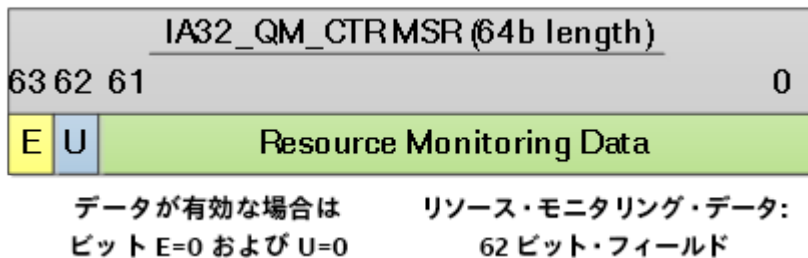 IA32_QM_CTR MSR (64b length)
63 62 61 0
E U Resource Monitoring Data
データが有効な場合は
ビット E=0 および U=0
リソース・モニタリング・データ:
62 ビット・フィールド